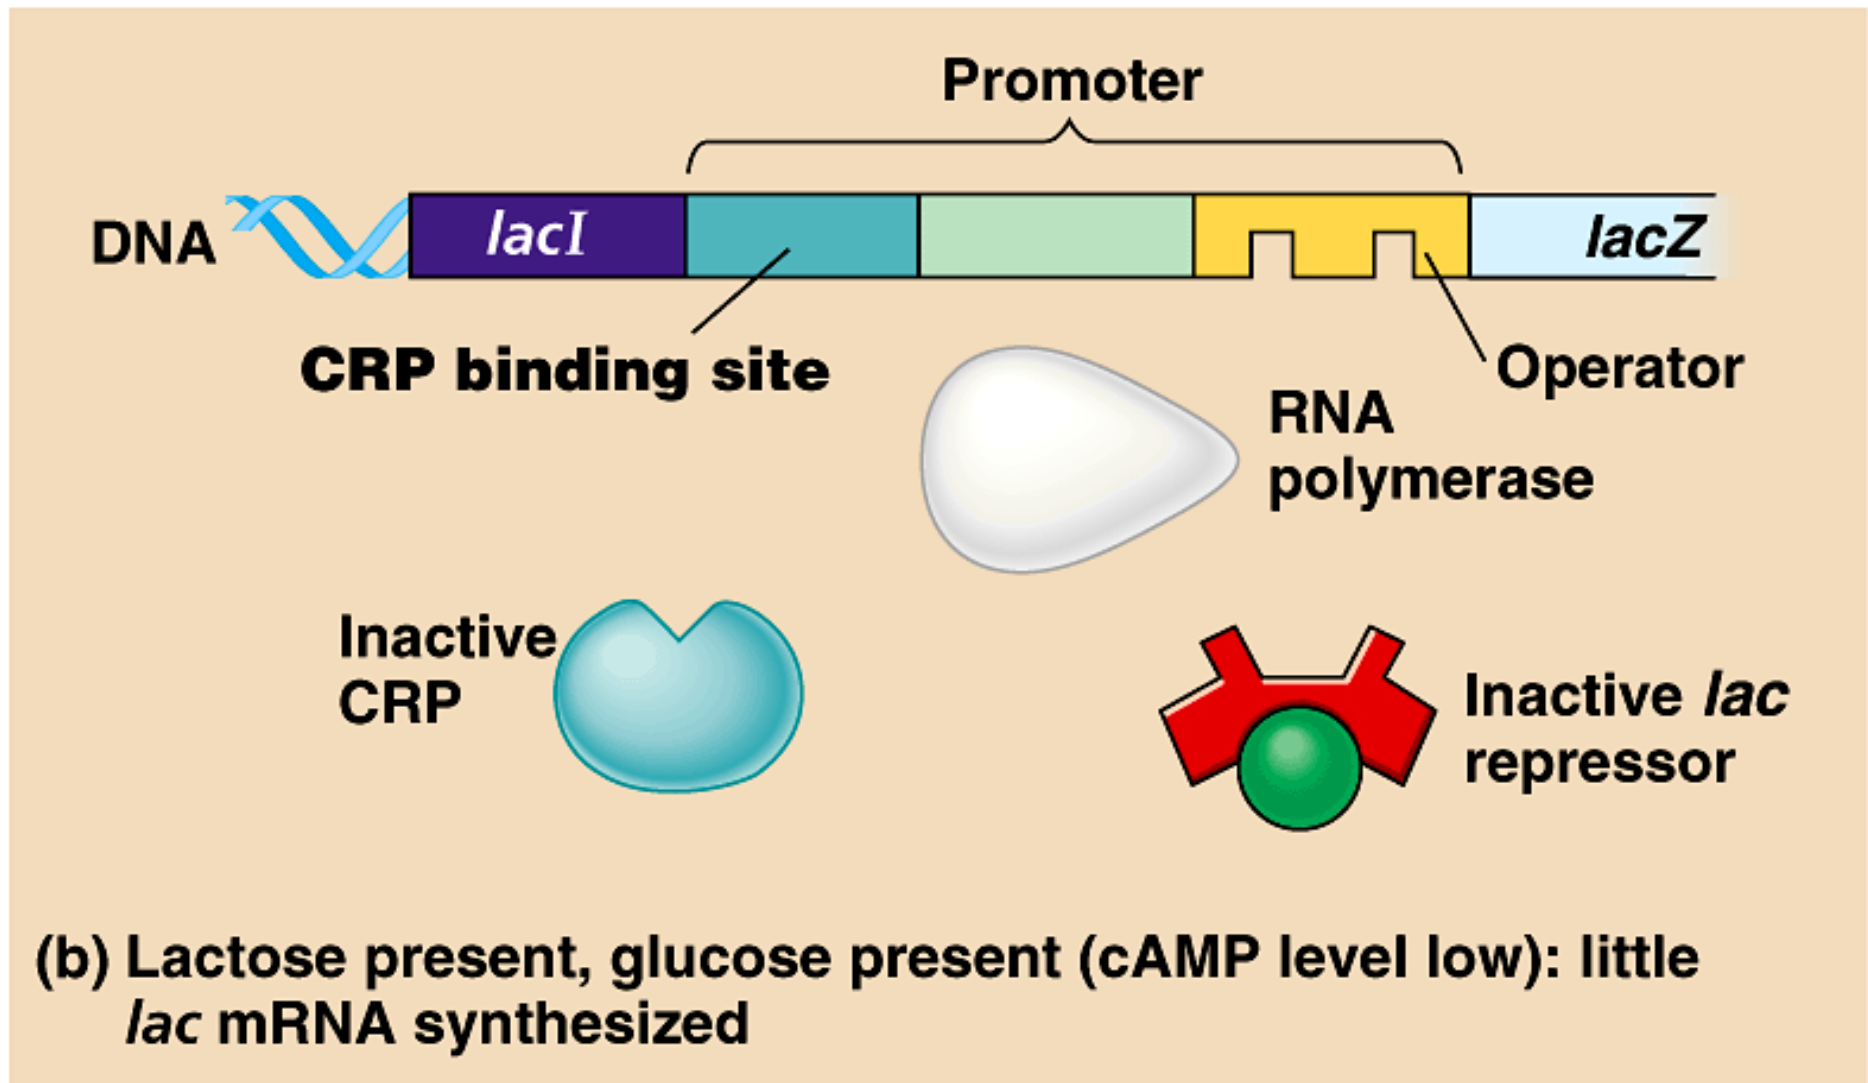 Promoter
DNA
lacI
lacZ
CRP binding site
Operator
RNA
polymerase
Inactive
CRP
Inactive lac
repressor
(b) Lactose present, glucose present (cAMP level low): little
lac mRNA synthesized